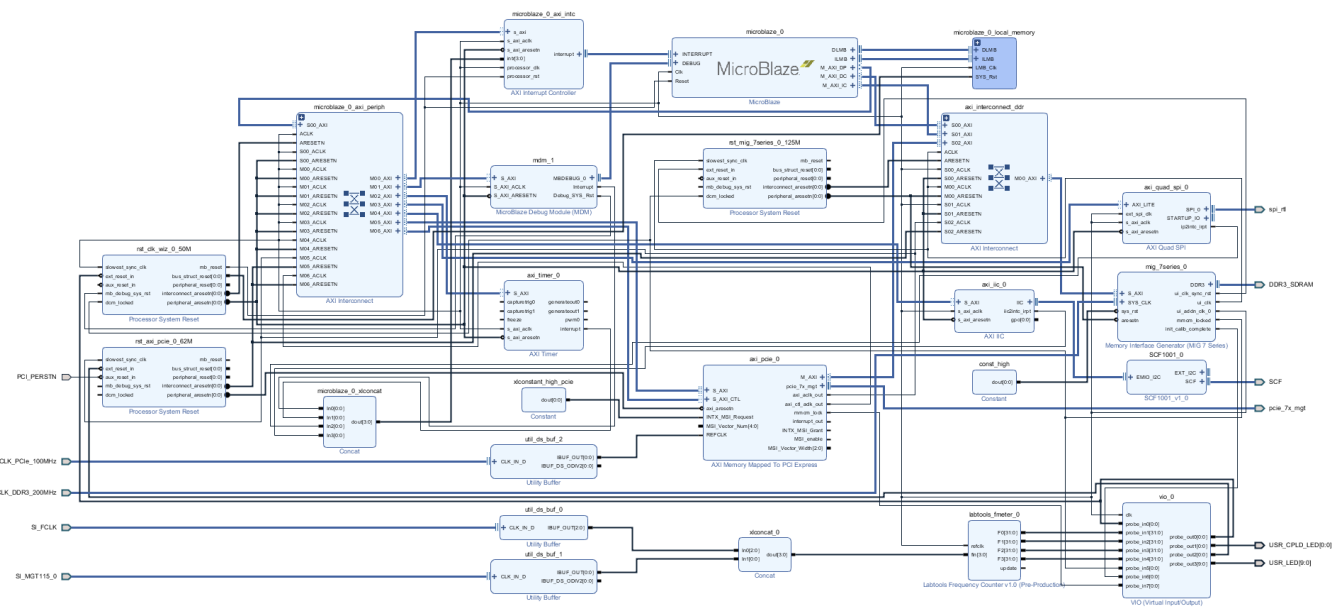 microblaze_0_axi_intc
s_axi
s_axi_aclk
s_axi_aresetn
intr[3:0]
processor_clk
processor_rst
interrupt
AXI Interrupt Controller
microblaze_0
INTERRUPT
DEBUG
Clk
Reset
MicroBlaze
DLMB
ILMB
M_AXI_DP
M_AXI_DC
M_AXI_IC
MicroBlaze
microblaze_0_local_memory
DLMB
ILMB
LMB_Clk
SYS_Rst
microblaze_0_axi_periph
S00_AXI
ACLK
ARESETN
S00_ACLK
S00_ARESETN
M00_ACLK
M00_ARESETN
M01_ACLK
M01_ARESETN
M02_ACLK
M02_ARESETN
M03_ACLK
M03_ARESETN
M04_ACLK
M04_ARESETN
M05_ACLK
M05_ARESETN
M06_ACLK
M06_ARESETN
M00_AXI
M01_AXI
M02_AXI
M03_AXI
M04_AXI
M05_AXI
M06_AXI
AXI Interconnect
mdm_1
S_AXI
S_AXI_ACLK
S_AXI_ARESETN
MBDEBUG_0
Interrupt
Debug_SYS_Rst
MicroBlaze Debug Module (MDM)
rst_mig_7series_0_125M
slowest_sync_clk
ext_reset_in
aux_reset_in
mb_debug_sys_rst
dcm_locked
mb_reset
bus_struct_reset[0:0]
peripheral_reset[0:0]
interconnect_aresetn[0:0]
peripheral_aresetn[0:0]
Processor System Reset
axi_interconnect_ddr
S00_AXI
S01_AXI
S02_AXI
ACLK
ARESETN
S00_ACLK
S00_ARESETN
M00_ACLK
M00_ARESETN
S01_ACLK
S01_ARESETN
S02_ACLK
S02_ARESETN
M00_AXI
AXI Interconnect
axi_quad_spi_0
AXI_LITE
ext_spi_clk
s_axi_aclk
s_axi_aresetn
SPI_0
STARTUP_IO
ip2intc_irpt
AXI Quad SPI
spi_rtl
rst_clk_wiz_0_50M
slowest_sync_clk
ext_reset_in
aux_reset_in
mb_debug_sys_rst
dcm_locked
mb_reset
bus_struct_reset[0:0]
peripheral_reset[0:0]
interconnect_aresetn[0:0]
peripheral_aresetn[0:0]
Processor System Reset
axi_timer_0
S_AXI
capturetrig0
capturetrig1
freeze
s_axi_aclk
s_axi_aresetn
generateout0
generateout1
pwm0
interrupt
AXI Timer
axi_iic_0
S_AXI
s_axi_aclk
s_axi_aresetn
IIC
iic2intc_irpt
gpo[0:0]
AXI IIC
mig_7series_0
S_AXI
SYS_CLK
sys_rst
aresetn
DDR3
ui_clk_sync_rst
ui_clk
ui_addn_clk_0
mmcm_locked
init_calib_complete
Memory Interface Generator (MIG 7 Series)
DDR3_SDRAM
rst_axi_pcie_0_62M
slowest_sync_clk
ext_reset_in
aux_reset_in
mb_debug_sys_rst
dcm_locked
mb_reset
bus_struct_reset[0:0]
peripheral_reset[0:0]
interconnect_aresetn[0:0]
peripheral_aresetn[0:0]
Processor System Reset
PCI_PERSTN
microblaze_0_xlconcat
In0[0:0]
In1[0:0]
In2[0:0]
In3[0:0]
dout[3:0]
Concat
xlconstant_high_pcie
dout[0:0]
Constant
axi_pcie_0
S_AXI
S_AXI_CTL
axi_aresetn
INTX_MSI_Request
MSI_Vector_Num[4:0]
REFCLK
M_AXI
pcie_7x_mgt
axi_aclk_out
axi_ctl_aclk_out
mmcm_lock
interrupt_out
INTX_MSI_Grant
MSI_enable
MSI_Vector_Width[2:0]
AXI Memory Mapped To PCI Express
const_high
dout[0:0]
Constant
SCF1001_0
EMIO_I2C
EXT_I2C
SCF
SCF1001_v1_0
SCF
pcie_7x_mgt
util_ds_buf_2
CLK_IN_D
IBUF_OUT[0:0]
IBUF_DS_ODIV2[0:0]
Utility Buffer
CLK_PCIe_100MHz
CLK_DDR3_200MHz
util_ds_buf_0
CLK_IN_D
IBUF_OUT[2:0]
Utility Buffer
SI_FCLK
util_ds_buf_1
CLK_IN_D
IBUF_OUT[0:0]
IBUF_DS_ODIV2[0:0]
Utility Buffer
SI_MGT115_0
xlconcat_0
In0[2:0]
In1[0:0]
dout[3:0]
Concat
labtools_fmeter_0
refclk
fin[3:0]
F0[31:0]
F1[31:0]
F2[31:0]
F3[31:0]
update
Labtools Frequency Counter v1.0 (Pre-Production)
vio_0
clk
probe_in0[0:0]
probe_in1[31:0]
probe_in2[31:0]
probe_in3[31:0]
probe_in4[31:0]
probe_in5[0:0]
probe_in6[0:0]
probe_in7[0:0]
probe_out0[0:0]
probe_out1[0:0]
probe_out2[0:0]
probe_out3[9:0]
VIO (Virtual Input/Output)
USR_CPLD_LED[0:0]
USR_LED[9:0]